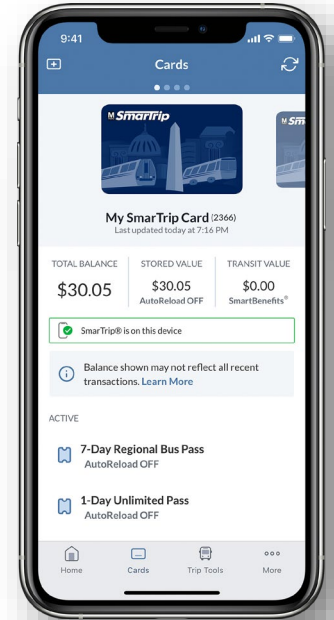 9:41
Cards
M SmarTrip
M Sm
My SmarTrip Card (2366)
Last updated today at 7:16 PM
TOTAL BALANCE
$30.05
STORED VALUE
$30.05
AutoReload OFF
TRANSIT VALUE
$0.00
SmartBenefits®
SmarTrip® is on this device
Balance shown may not reflect all recent
transactions. Learn More
ACTIVE
7-Day Regional Bus Pass
AutoReload OFF
1-Day Unlimited Pass
AutoReload OFF
Home
Cards
Trip Tools
More